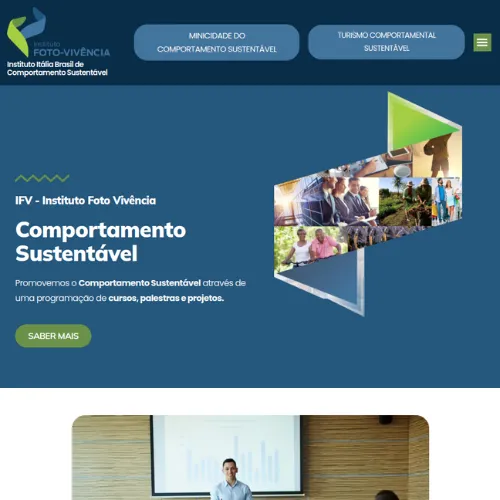 INSTITUTO
FOTO-VIVÊNCIA
Instituto Itália Brasil de
Comportamento Sustentável
MINICIDADE DO
COMPORTAMENTO SUSTENTÁVEL
TURISMO COMPORTAMENTAL
SUSTENTÁVEL
IFV - Instituto Foto Vivência
Comportamento
Sustentável
Promovemos o Comportamento Sustentável através de
uma programação de cursos, palestras e projetos.
SABER MAIS